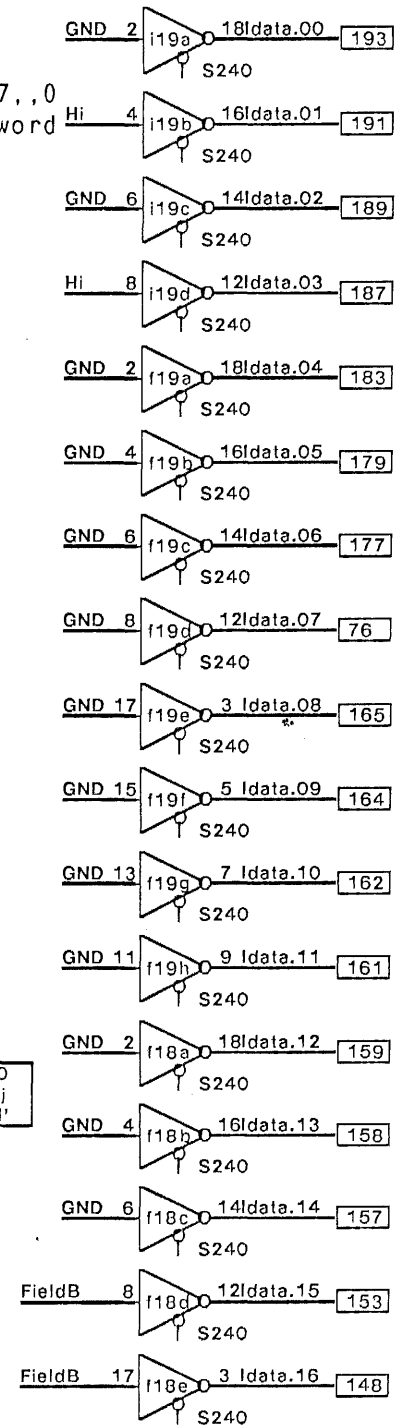 GND 2 i19a 18 Idata.00 193
S240
7,,0
word
Hi 4 i19b 16 Idata.01 191
S240
GND 6 i19c 14 Idata.02 189
S240
Hi 8 i19d 12 Idata.03 187
S240
GND 2 f19a 18 Idata.04 183
S240
GND 4 f19b 16 Idata.05 179
S240
GND 6 f19c 14 Idata.06 177
S240
GND 8 f19d 12 Idata.07 76
S240
GND 17 f19e 3 Idata.08 165
S240
GND 15 f19f 5 Idata.09 164
S240
GND 13 f19g 7 Idata.10 162
S240
GND 11 f19h 9 Idata.11 161
S240
GND 2 f18a 18 Idata.12 159
S240
GND 4 f18b 16 Idata.13 158
S240
GND 6 f18c 14 Idata.14 157
S240
FieldB 8 f18d 12 Idata.15 153
S240
FieldB 17 f18e 3 Idata.16 148
S240